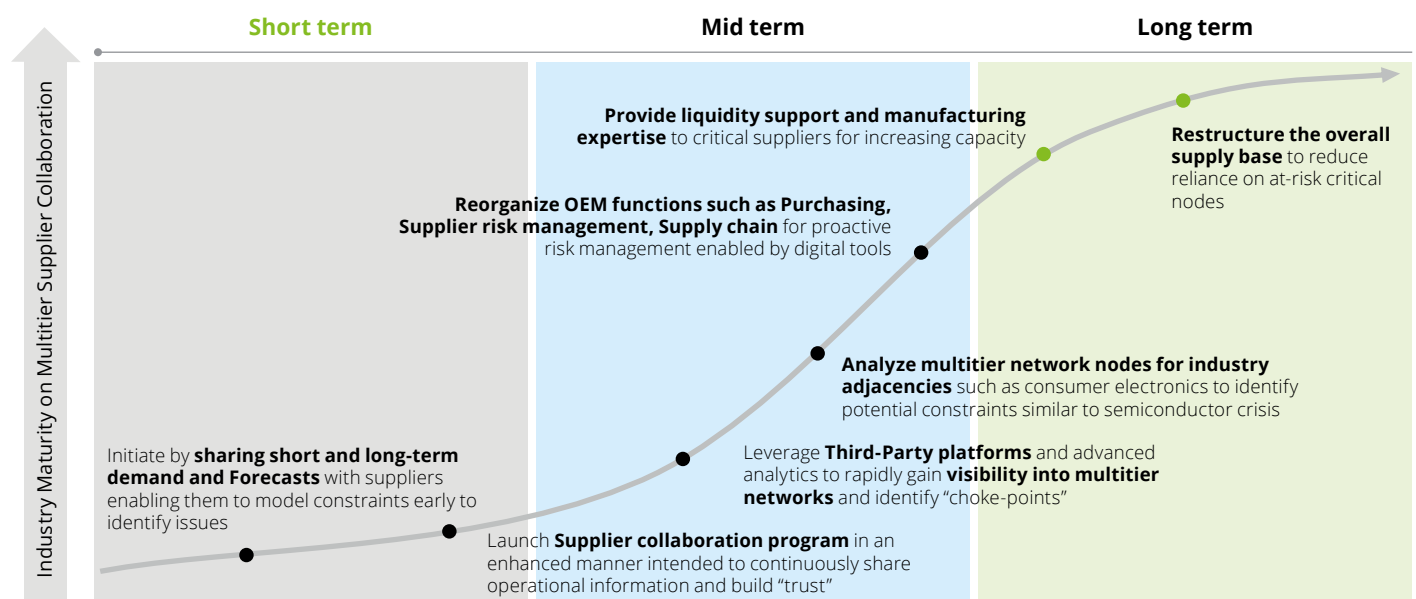 Short term
Mid term
Long term
Industry Maturity on Multitier Supplier Collaboration
Provide liquidity support and manufacturing
expertise to critical suppliers for increasing capacity
Restructure the overall
supply base to reduce
reliance on at-risk critical
nodes
Reorganize OEM functions such as Purchasing,
Supplier risk management, Supply chain for proactive
risk management enabled by digital tools
Analyze multitier network nodes for industry
adjacencies such as consumer electronics to identify
potential constraints similar to semiconductor crisis
Initiate by sharing short and long-term
demand and Forecasts with suppliers
enabling them to model constraints early to
identify issues
Leverage Third-Party platforms and advanced
analytics to rapidly gain visibility into multitier
networks and identify “choke-points”
Launch Supplier collaboration program in an
enhanced manner intended to continuously share
operational information and build “trust”